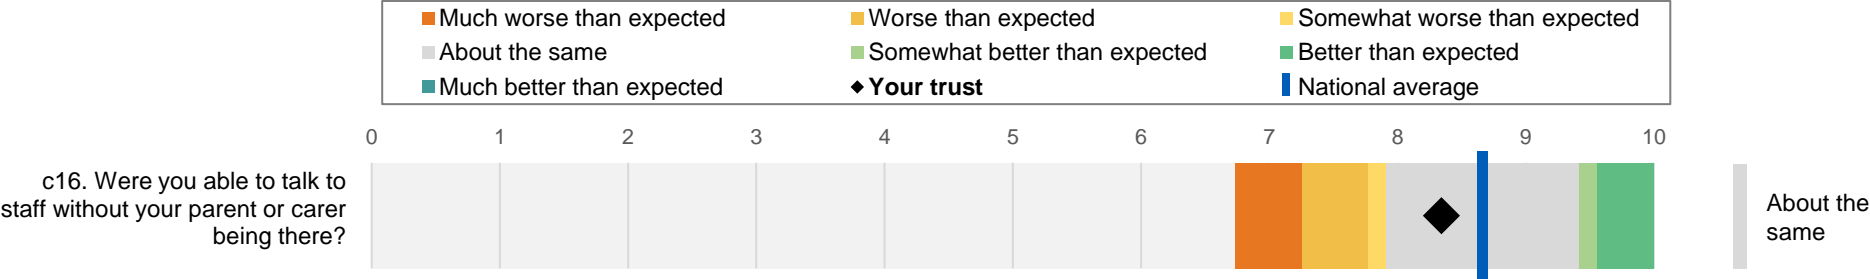 Much worse than expected
Worse than expected
Somewhat worse than expected
About the same
Somewhat better than expected
Better than expected
Much better than expected
Your trust
National average
0 1 2 3 4 5 6 7 8 9 10
c16. Were you able to talk to
staff without your parent or carer
being there?
About the
same